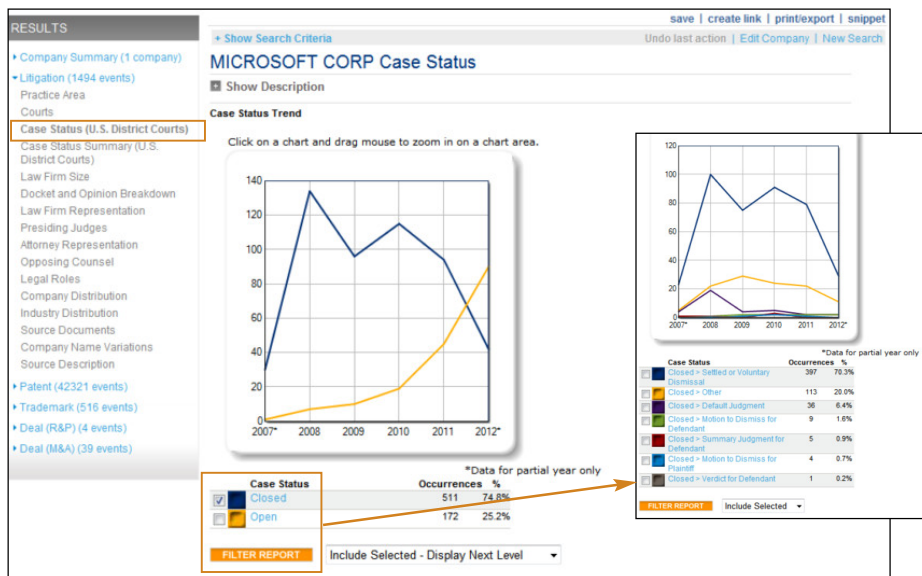 RESULTS
Company Summary (1 company)
Litigation (1494 events)
Practice Area
Courts
Case Status (U.S. District Courts)
Case Status Summary (U.S.
District Courts)
Law Firm Size
Docket and Opinion Breakdown
Law Firm Representation
Presiding Judges
Attorney Representation
Opposing Counsel
Legal Roles
Company Distribution
Industry Distribution
Source Documents
Company Name Variations
Source Description
Patent (42321 events)
Trademark (516 events)
Deal (R&P) (4 events)
Deal (M&A) (39 events)
save | create link | print/export | snippet
+ Show Search Criteria
Undo last action | Edit Company | New Search
MICROSOFT CORP Case Status
+ Show Description
Case Status Trend
Click on a chart and drag mouse to zoom in on a chart area.
140
120
100
80
60
40
20
0
2007* 2008 2009 2010 2011 2012*
*Data for partial year only
Case Status Occurrences %
Closed 511 74.8%
Open 172 25.2%
FILTER REPORT Include Selected - Display Next Level
120
100
80
60
40
20
0
2007* 2008 2009 2010 2011 2012*
*Data for partial year only
Case Status Occurrences %
Closed > Settled or Voluntary 397 70.3%
Dismissal
Closed > Other 113 20.0%
Closed > Default Judgment 36 6.4%
Closed > Motion to Dismiss for 9 1.6%
Defendant
Closed > Summary Judgment for 5 0.9%
Defendant
Closed > Motion to Dismiss for 4 0.7%
Plaintiff
Closed > Verdict for Defendant 1 0.2%
FILTER REPORT Include Selected